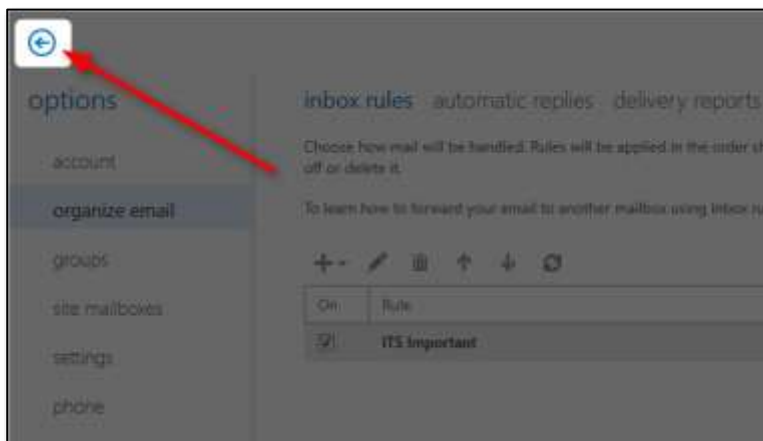 options
inbox rules automatic replies delivery reports
Choose how mail will be handled. Rules will be applied in the order
off or delete it.
account
organize email
To learn how to forward your email to another mailbox using Inbox
groups
On Rule
site mailboxes
ITS Important
settings
phone